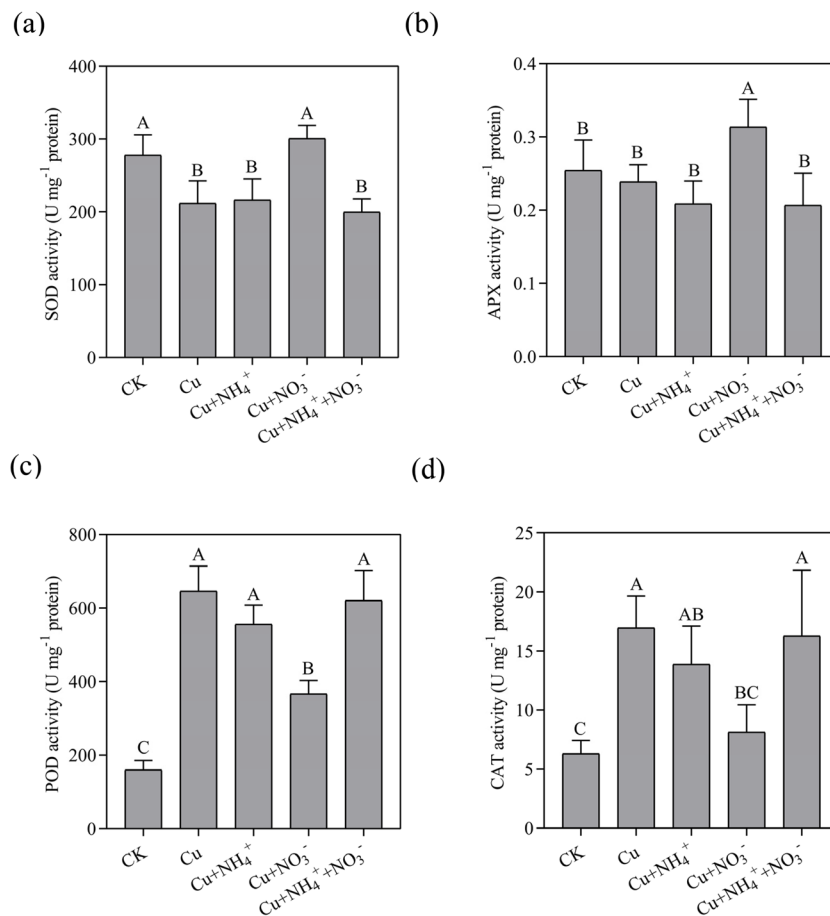 (a)
(b)
400
300
200
100
0
SOD activity (U mg⁻¹ protein)
A
B
B
A
B
CK
Cu
Cu+NH₄⁺
Cu+NO₃⁻
Cu+NH₄⁺+NO₃⁻
0.4
0.3
0.2
0.1
0.0
APX activity (U mg⁻¹ protein)
B
B
B
A
B
CK
Cu
Cu+NH₄⁺
Cu+NO₃⁻
Cu+NH₄⁺+NO₃⁻
(c)
(d)
800
600
400
200
0
POD activity (U mg⁻¹ protein)
C
A
A
B
A
CK
Cu
Cu+NH₄⁺
Cu+NO₃⁻
Cu+NH₄⁺+NO₃⁻
25
20
15
10
5
0
CAT activity (U mg⁻¹ protein)
C
A
AB
BC
A
CK
Cu
Cu+NH₄⁺
Cu+NO₃⁻
Cu+NH₄⁺+NO₃⁻